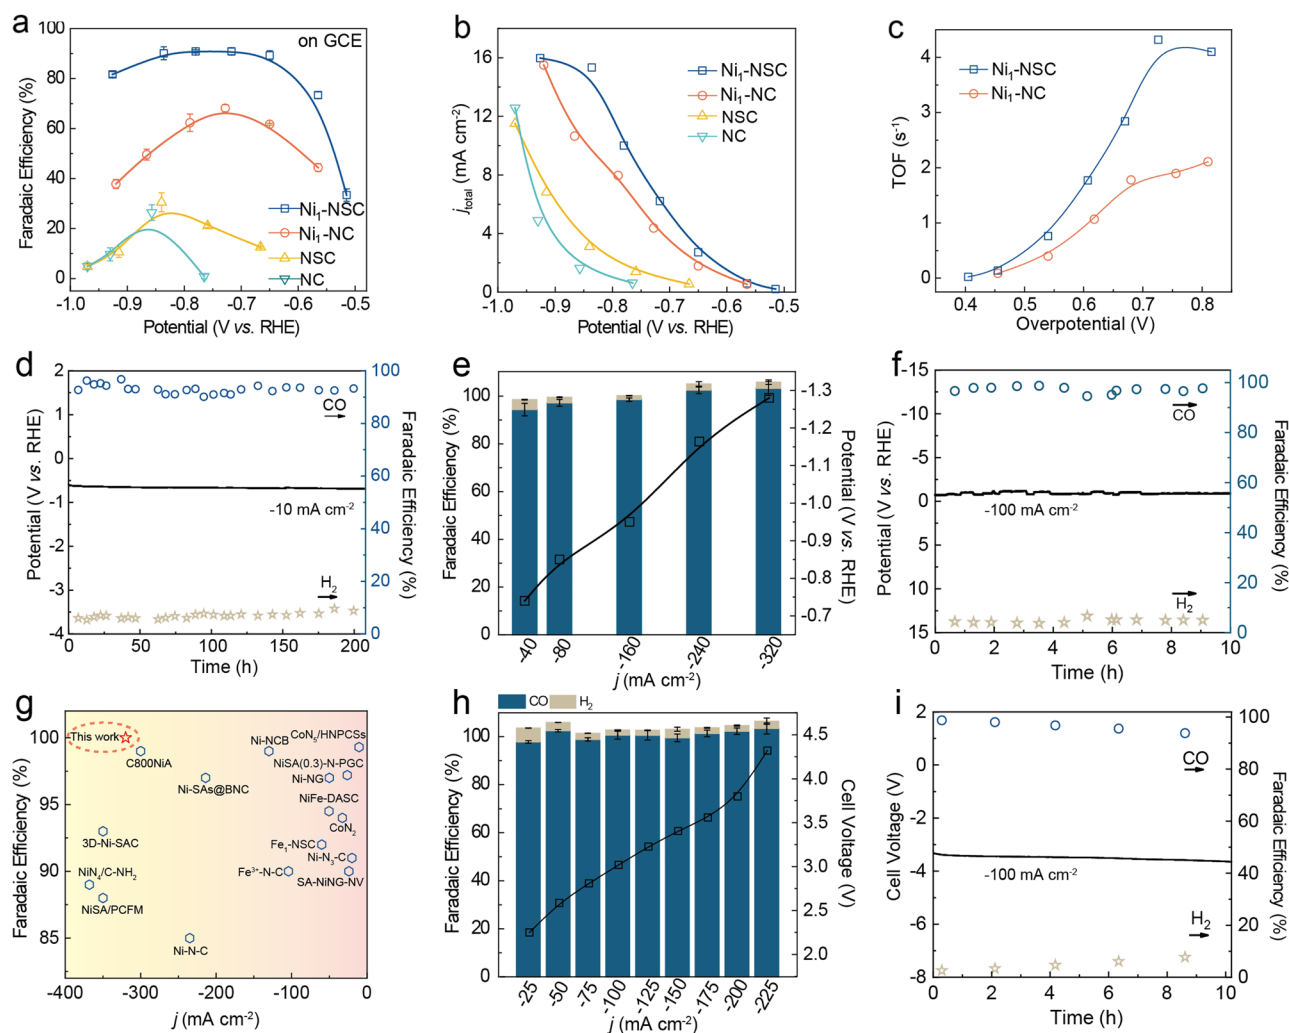 a
on GCE
Faradaic Efficiency (%)
100
80
60
40
20
0
Ni₁-NSC
Ni₁-NC
NSC
NC
-1.0 -0.9 -0.8 -0.7 -0.6 -0.5
Potential (V vs. RHE)
b
j total (mA cm⁻²)
16
12
8
4
0
Ni₁-NSC
Ni₁-NC
NSC
NC
-1.0 -0.9 -0.8 -0.7 -0.6 -0.5
Potential (V vs. RHE)
c
TOF (s⁻¹)
4
3
2
1
0
Ni₁-NSC
Ni₁-NC
0.4 0.5 0.6 0.7 0.8
Overpotential (V)
d
Potential (V vs. RHE)
2
1
0
-1
-2
-3
-4
CO
-10 mA cm⁻²
H₂
100
80
60
40
20
0
Faradaic Efficiency (%)
0 50 100 150 200
Time (h)
e
Faradaic Efficiency (%)
100
80
60
40
20
0
-1.3
-1.2
-1.1
-1.0
-0.9
-0.8
-0.7
Potential (V vs. RHE)
-40 -80 -160 -240 -320
j (mA cm⁻²)
f
Potential (V vs. RHE)
-15
-10
-5
0
5
10
15
CO
-100 mA cm⁻²
H₂
100
80
60
40
20
0
Faradaic Efficiency (%)
0 2 4 6 8 10
Time (h)
g
Faradaic Efficiency (%)
100
95
90
85
This work
C800NiA
Ni-NCB
CoN₅/HNPCSs
NiSA(0.3)-N-PGC
Ni-SAs@BNC
Ni-NG
NiFe-DASC
CoN₂
3D-Ni-SAC
Fe₁-NSC
Ni-N₃-C
NiN₄/C-NH₂
Fe³⁺-N-C
SA-NiNG-NV
NiSA/PCFM
Ni-N-C
-400 -300 -200 -100 0
j (mA cm⁻²)
h
CO H₂
Faradaic Efficiency (%)
100
80
60
40
20
0
4.5
4.0
3.5
3.0
2.5
2.0
Cell Voltage (V)
-25 -50 -75 -100 -125 -150 -175 -200 -225
j (mA cm⁻²)
i
Cell Voltage (V)
2
0
-2
-4
-6
-8
CO
-100 mA cm⁻²
H₂
100
80
60
40
20
0
Faradaic Efficiency (%)
0 2 4 6 8 10
Time (h)